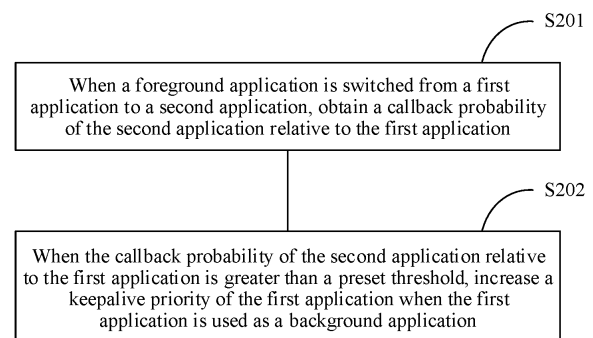 S201
When a foreground application is switched from a first
application to a second application, obtain a callback probability
of the second application relative to the first application
S202
When the callback probability of the second application relative
to the first application is greater than a preset threshold, increase a
keepalive priority of the first application when the first
application is used as a background application